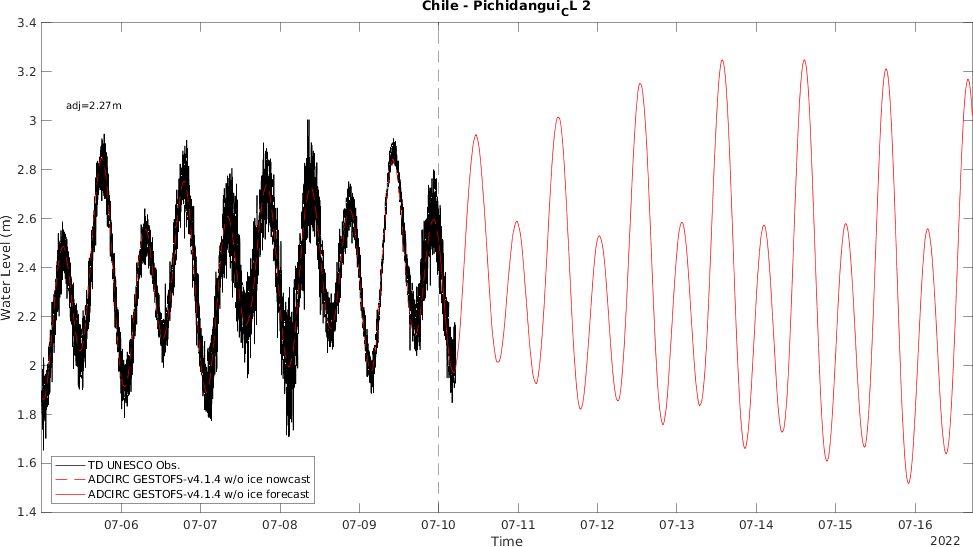 Chile - Pichidangui_CL 2
3.4
3.2
3
2.8
2.6
2.4
2.2
2
1.8
1.6
1.4
Water Level (m)
adj=2.27m
TD UNESCO Obs.
ADCIRC GESTOFS-v4.1.4 w/o ice nowcast
ADCIRC GESTOFS-v4.1.4 w/o ice forecast
07-06 07-07 07-08 07-09 07-10 07-11 07-12 07-13 07-14 07-15 07-16
Time
2022